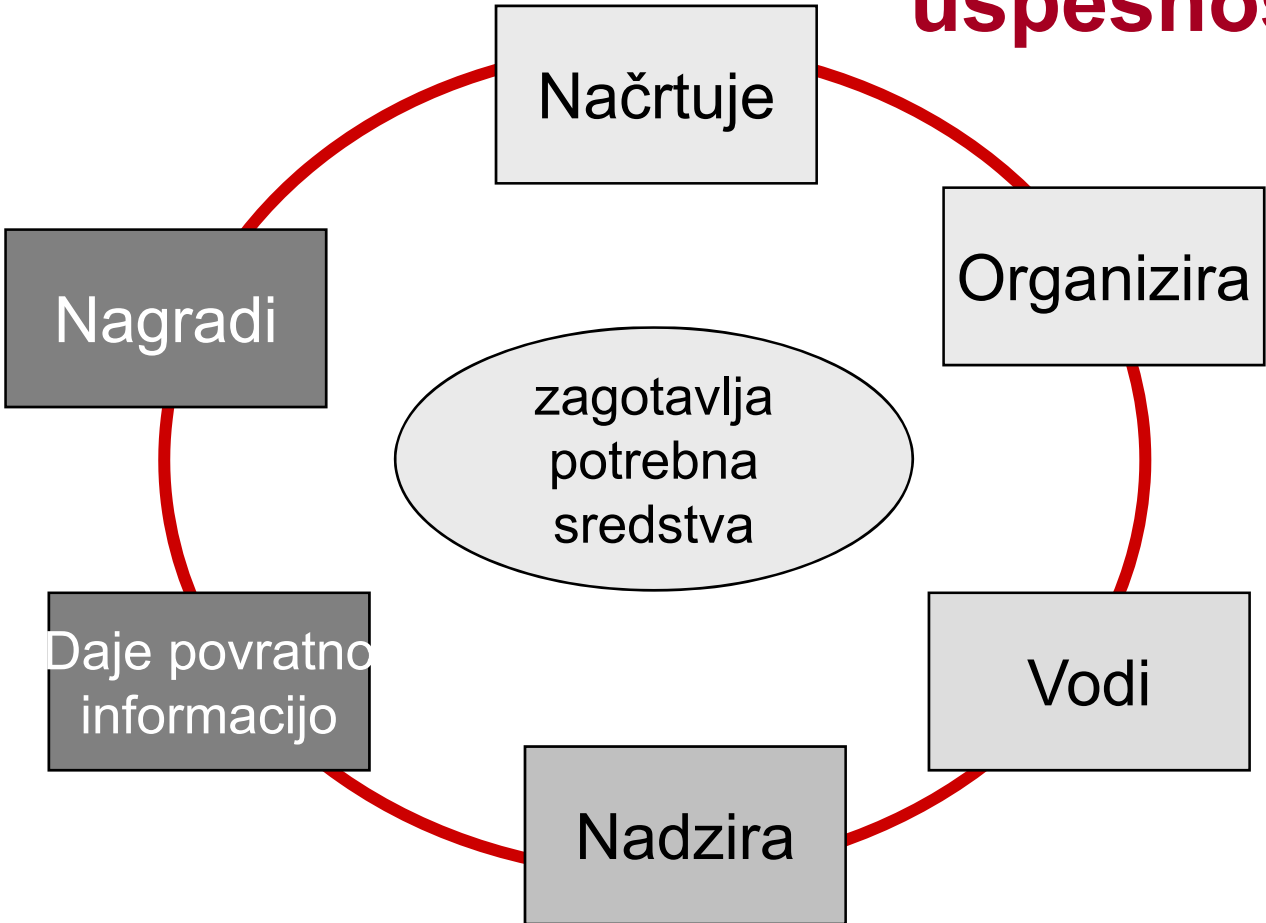 Načrtuje
Organizira
Nagradi
zagotavlja
potrebna
sredstva
Daje povratno
informacijo
Vodi
Nadzira